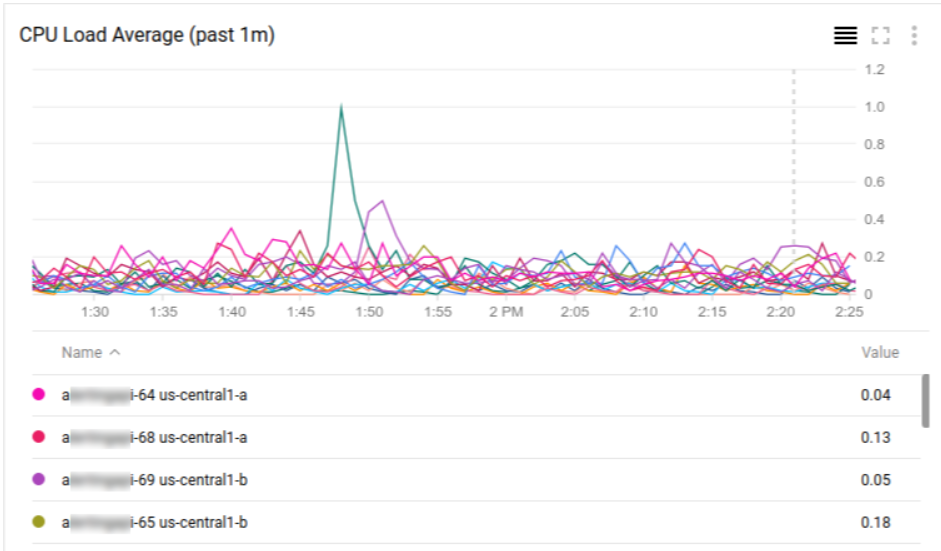 CPU Load Average (past 1m)
1.2
1.0
0.8
0.6
0.4
0.2
0
1:30 1:35 1:40 1:45 1:50 1:55 2 PM 2:05 2:10 2:15 2:20 2:25
Name Value
a i-64 us-central1-a 0.04
a i-68 us-central1-a 0.13
a i-69 us-central1-b 0.05
a i-65 us-central1-b 0.18